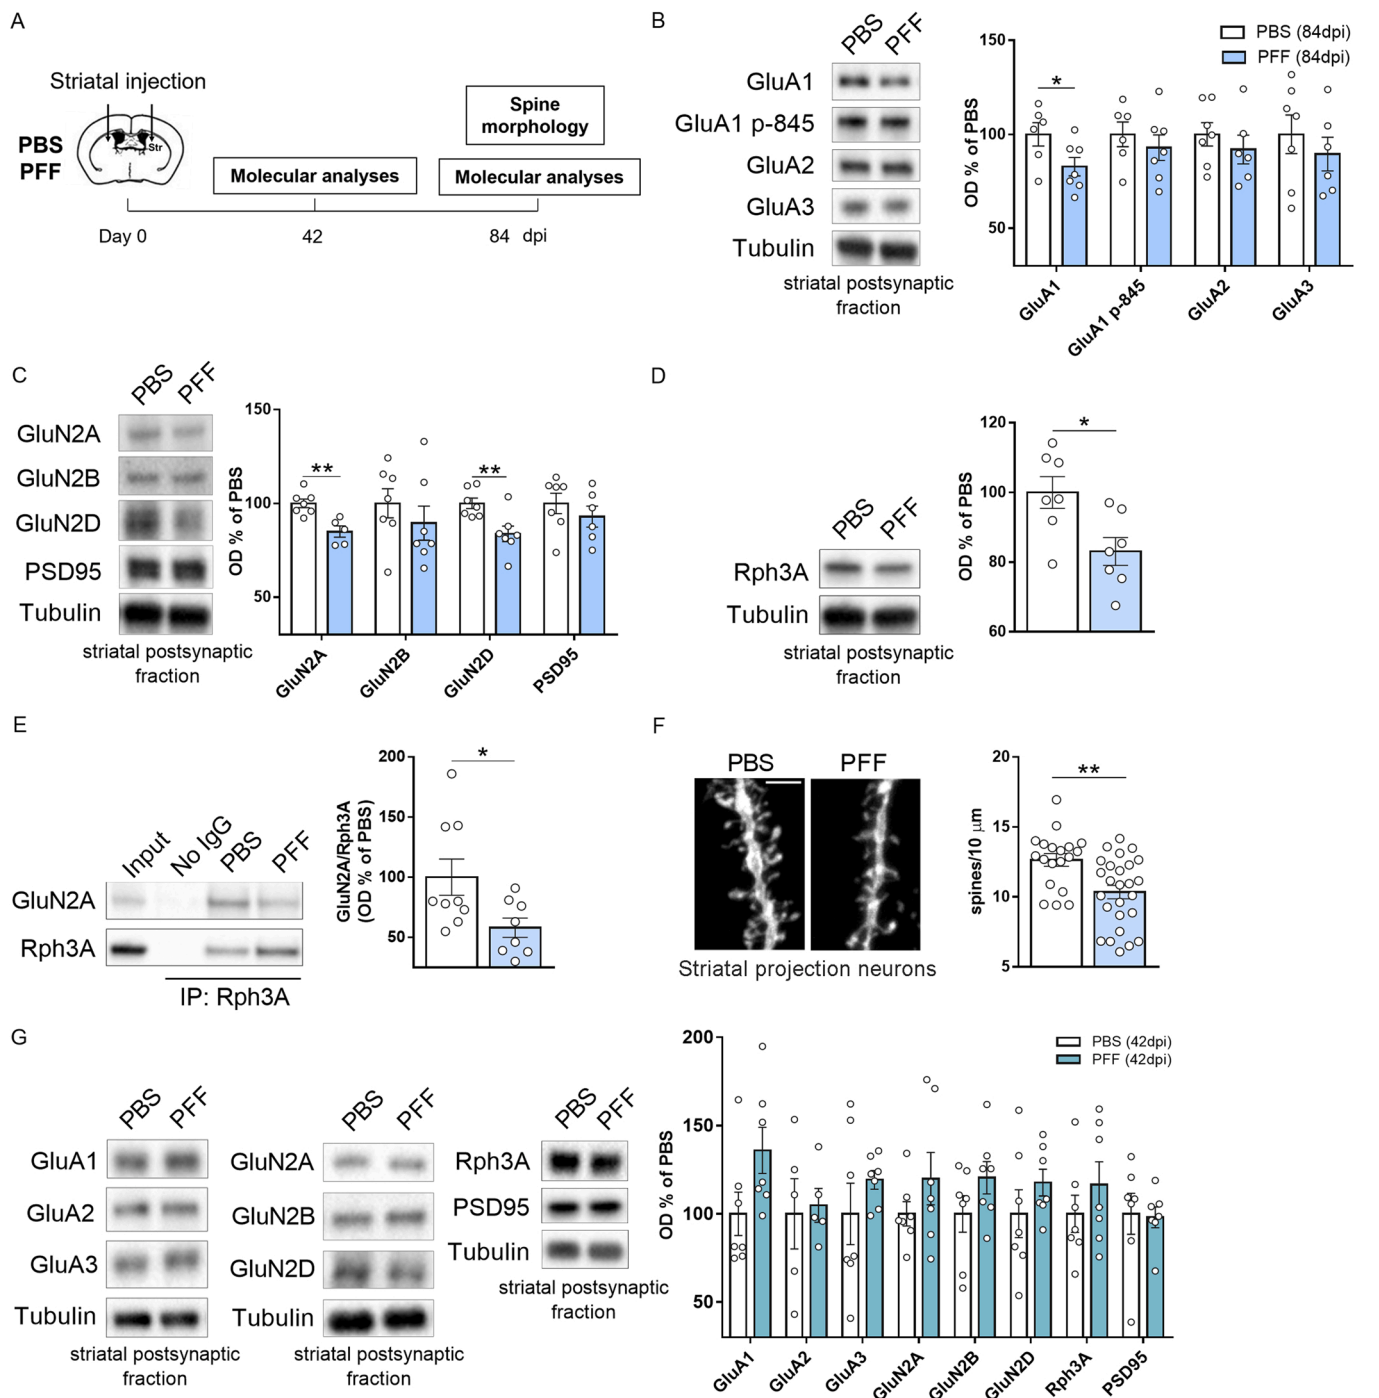 A
Striatal injection
PBS
PFF
Str
Spine
morphology
Molecular analyses
Molecular analyses
Day 0
42
84 dpi
B
PBS
PFF
GluA1
GluA1 p-845
GluA2
GluA3
Tubulin
striatal postsynaptic
fraction
PBS (84dpi)
PFF (84dpi)
OD % of PBS
150
100
50
*
GluA1
GluA1 p-845
GluA2
GluA3
C
PBS
PFF
GluN2A
GluN2B
GluN2D
PSD95
Tubulin
striatal postsynaptic
fraction
OD % of PBS
150
100
50
**
**
GluN2A
GluN2B
GluN2D
PSD95
D
PBS
PFF
Rph3A
Tubulin
striatal postsynaptic
fraction
OD % of PBS
120
100
80
60
*
E
Input
No IgG
PBS
PFF
GluN2A
Rph3A
IP: Rph3A
GluN2A/Rph3A
(OD % of PBS)
200
150
100
50
*
F
PBS
PFF
Striatal projection neurons
spines/10 μm
20
15
10
5
**
G
PBS
PFF
GluA1
GluA2
GluA3
Tubulin
striatal postsynaptic
fraction
PBS
PFF
GluN2A
GluN2B
GluN2D
Tubulin
striatal postsynaptic
fraction
PBS
PFF
Rph3A
PSD95
Tubulin
striatal postsynaptic
fraction
PBS (42dpi)
PFF (42dpi)
OD % of PBS
200
150
100
50
GluA1
GluA2
GluA3
GluN2A
GluN2B
GluN2D
Rph3A
PSD95